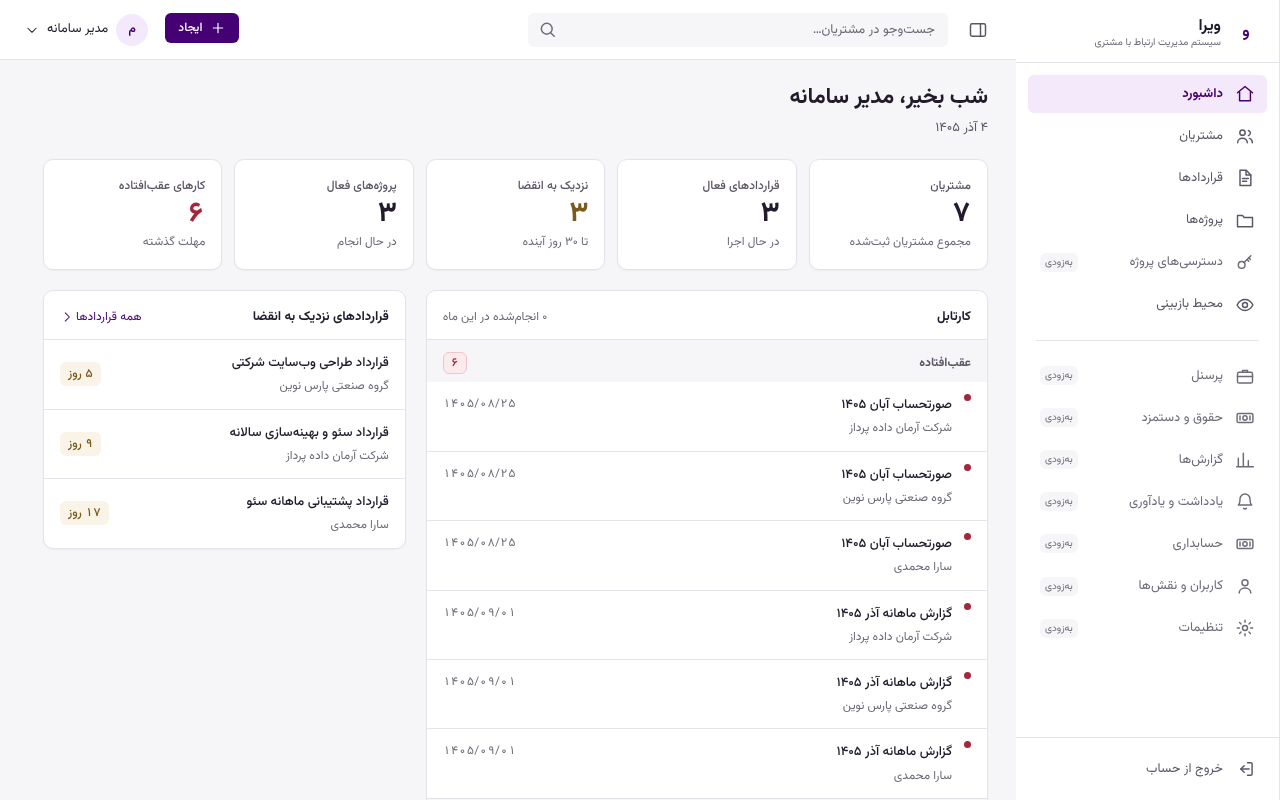 و
ویرا
سیستم مدیریت ارتباط با مشتری
داشبورد
مشتریان
قراردادها
پروژه‌ها
دسترسی‌های پروژه
به‌زودی
محیط بازبینی
پرسنل
به‌زودی
حقوق و دستمزد
به‌زودی
گزارش‌ها
به‌زودی
یادداشت و یادآوری
به‌زودی
حسابداری
به‌زودی
کاربران و نقش‌ها
به‌زودی
تنظیمات
به‌زودی
خروج از حساب
جست‌وجو در مشتریان...
ایجاد
م
مدیر سامانه
شب بخیر، مدیر سامانه
۴ آذر ۱۴۰۵
مشتریان
۷
مجموع مشتریان ثبت‌شده
قراردادهای فعال
۳
در حال اجرا
نزدیک به انقضا
۳
تا ۳۰ روز آینده
پروژه‌های فعال
۳
در حال انجام
کارهای عقب‌افتاده
۶
مهلت گذشته
کارتابل
۰ انجام‌شده در این ماه
عقب‌افتاده
۶
صورتحساب آبان ۱۴۰۵
۱۴۰۵/۰۸/۲۵
شرکت آرمان داده پرداز
صورتحساب آبان ۱۴۰۵
۱۴۰۵/۰۸/۲۵
گروه صنعتی پارس نوین
صورتحساب آبان ۱۴۰۵
۱۴۰۵/۰۸/۲۵
سارا محمدی
گزارش ماهانه آذر ۱۴۰۵
۱۴۰۵/۰۹/۰۱
شرکت آرمان داده پرداز
گزارش ماهانه آذر ۱۴۰۵
۱۴۰۵/۰۹/۰۱
گروه صنعتی پارس نوین
گزارش ماهانه آذر ۱۴۰۵
۱۴۰۵/۰۹/۰۱
سارا محمدی
قراردادهای نزدیک به انقضا
همه قراردادها
قرارداد طراحی وب‌سایت شرکتی
۵ روز
گروه صنعتی پارس نوین
قرارداد سئو و بهینه‌سازی سالانه
۹ روز
شرکت آرمان داده پرداز
قرارداد پشتیبانی ماهانه سئو
۱۷ روز
سارا محمدی